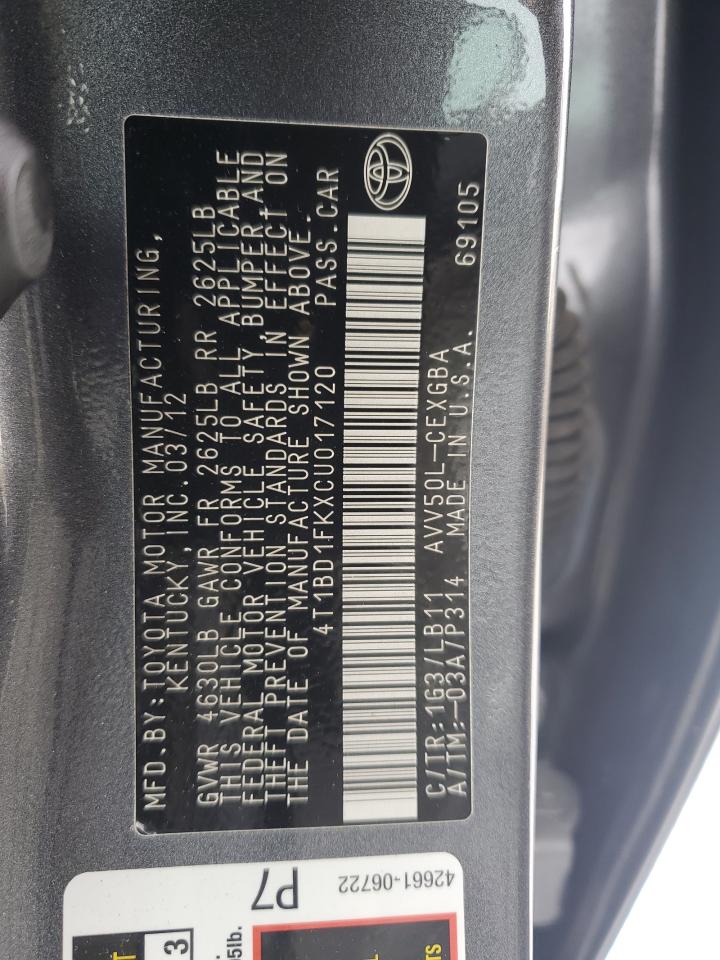 MFD.BY:TOYOTA MOTOR MANUFACTURING,
KENTUCKY, INC.03/12
GVWR 4630LB GAWR FR 2625LB RR 2625LB
THIS VEHICLE CONFORMS TO ALL APPLICABLE
FEDERAL MOTOR VEHICLE SAFETY, BUMPER,AND
THEFT PREVENTION STANDARDS IN EFFECT ON
THE DATE OF MANUFACTURE SHOWN ABOVE.
4T1BD1FKXCU017120 PASS.CAR
C/TR:1G3/LB11 AVV50L-CEXGBA
A/TM:-03A/P314 MADE IN U.S.A. 69105
42661-06722
P7
3
5lb.